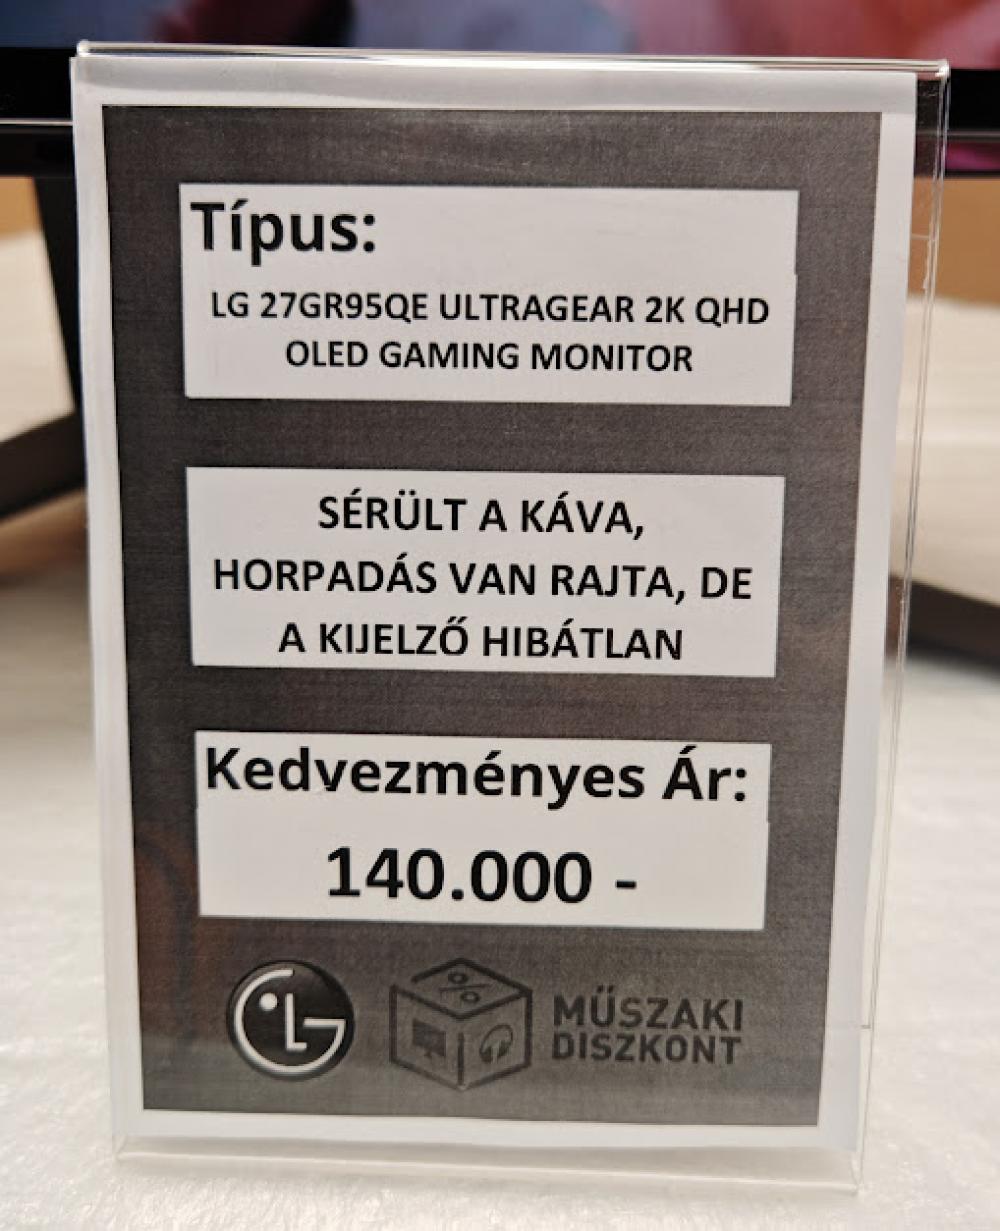 Típus:
LG 27GR95QE ULTRAGEAR 2K QHD
OLED GAMING MONITOR
SÉRÜLT A KÁVA,
HORPADÁS VAN RAJTA, DE
A KIJELZŐ HIBÁTLAN
Kedvezményes Ár:
140.000 -
LG
%
MŰSZAKI
DISZKONT